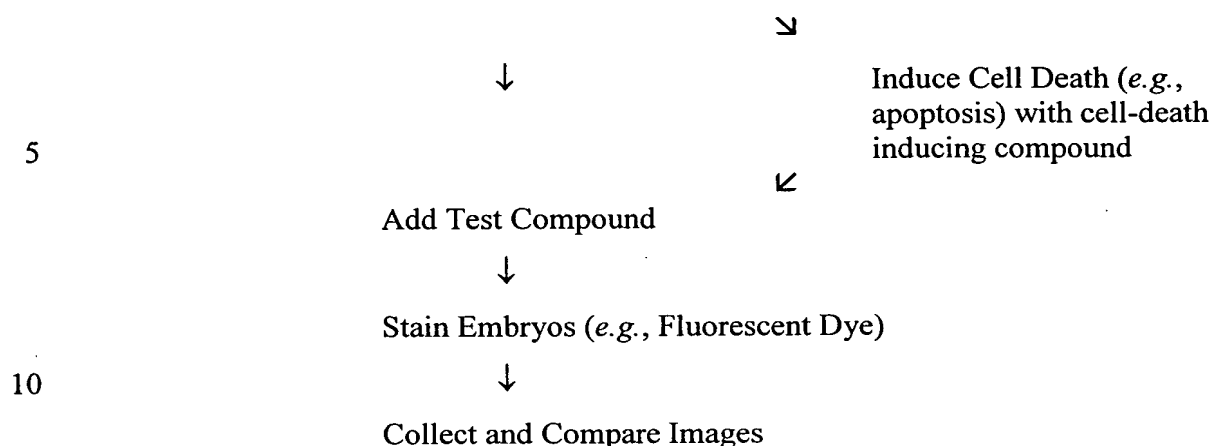 ↘
↓ Induce Cell Death (e.g.,
apoptosis) with cell-death
5 inducing compound
↙
Add Test Compound
↓
Stain Embryos (e.g., Fluorescent Dye)
10 ↓
Collect and Compare Images